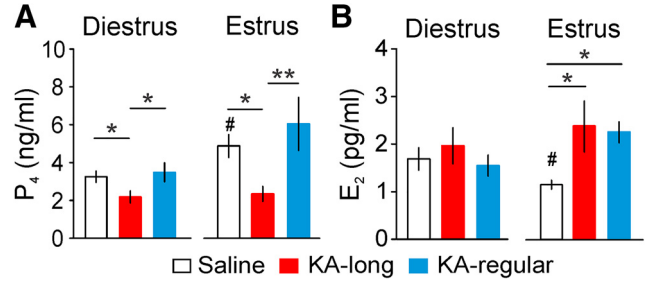 A
Diestrus
Estrus
P4 (ng/ml)
10
8
6
4
2
0
*
*
#
*
**
B
Diestrus
Estrus
E2 (pg/ml)
4
3
2
1
0
#
*
*
Saline
KA-long
KA-regular